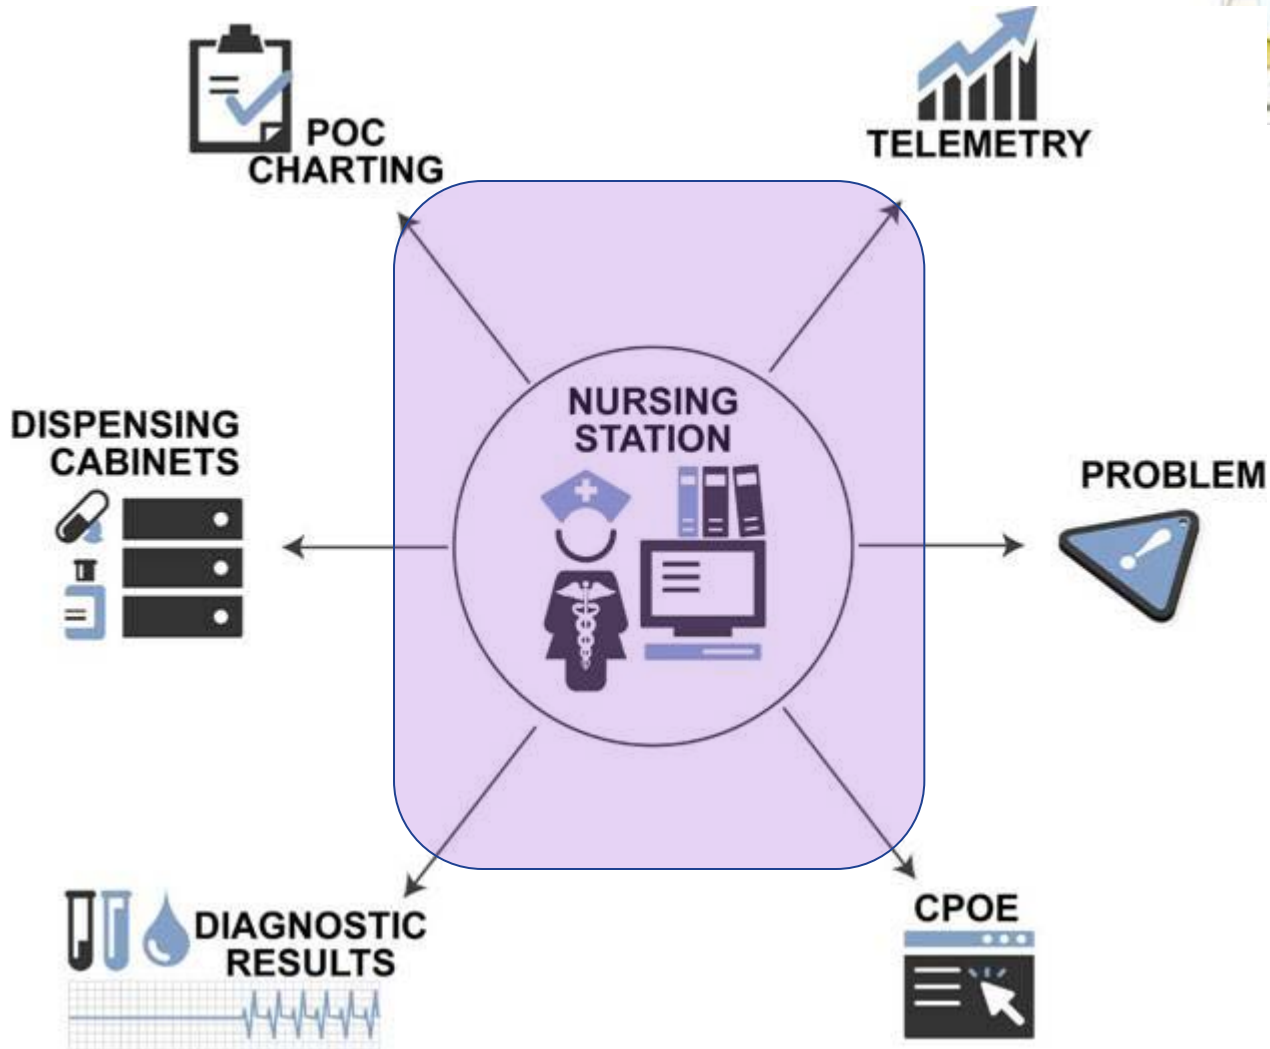 POC
CHARTING
TELEMETRY
NURSING
STATION
DISPENSING
CABINETS
PROBLEM
DIAGNOSTIC
RESULTS
CPOE